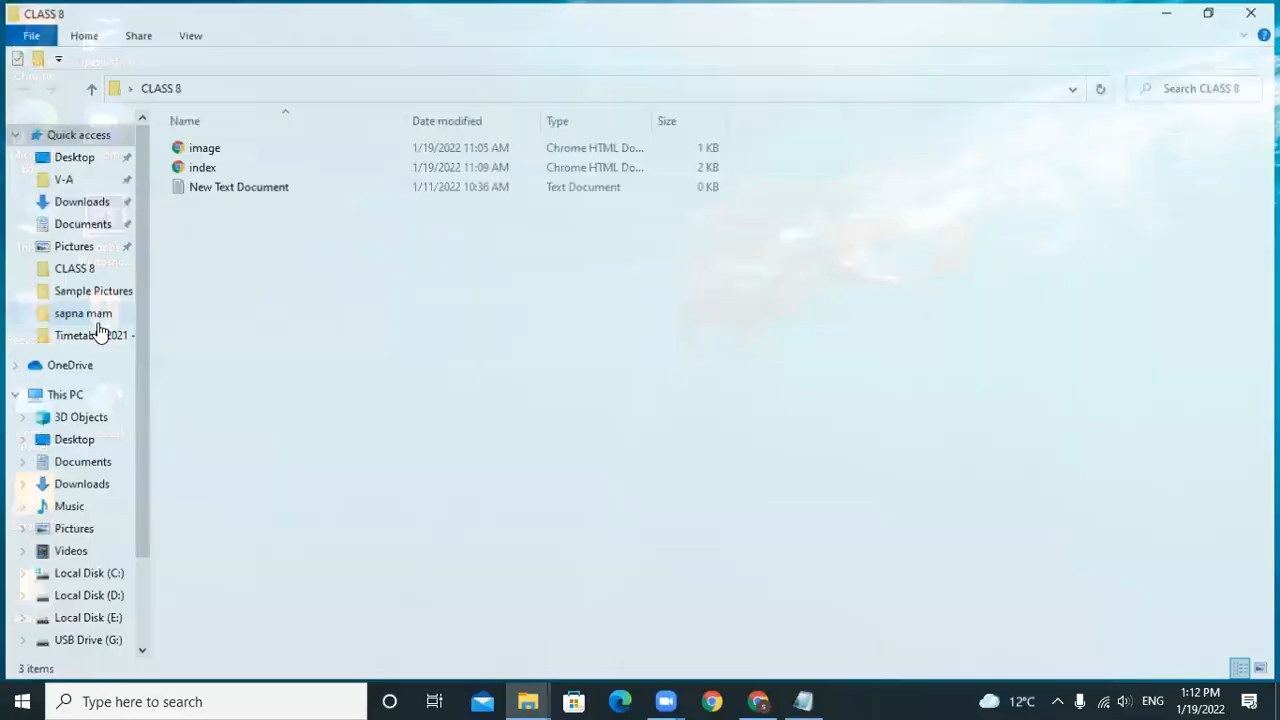 CLASS 8
File Home Share View
CLASS 8
Search CLASS 8
Name Date modified Type Size
image 1/19/2022 11:05 AM Chrome HTML Do... 1 KB
index 1/19/2022 11:09 AM Chrome HTML Do... 2 KB
New Text Document 1/11/2022 10:36 AM Text Document 0 KB
Quick access
Desktop
V-A
Downloads
Documents
Pictures
CLASS 8
Sample Pictures
sapna mam
2021 -
OneDrive
This PC
3D Objects
Desktop
Documents
Downloads
Music
Pictures
Videos
Local Disk (C:)
Local Disk (D:)
Local Disk (E:)
USB Drive (G:)
3 items
Type here to search
12°C
ENG
1:12 PM
1/19/2022